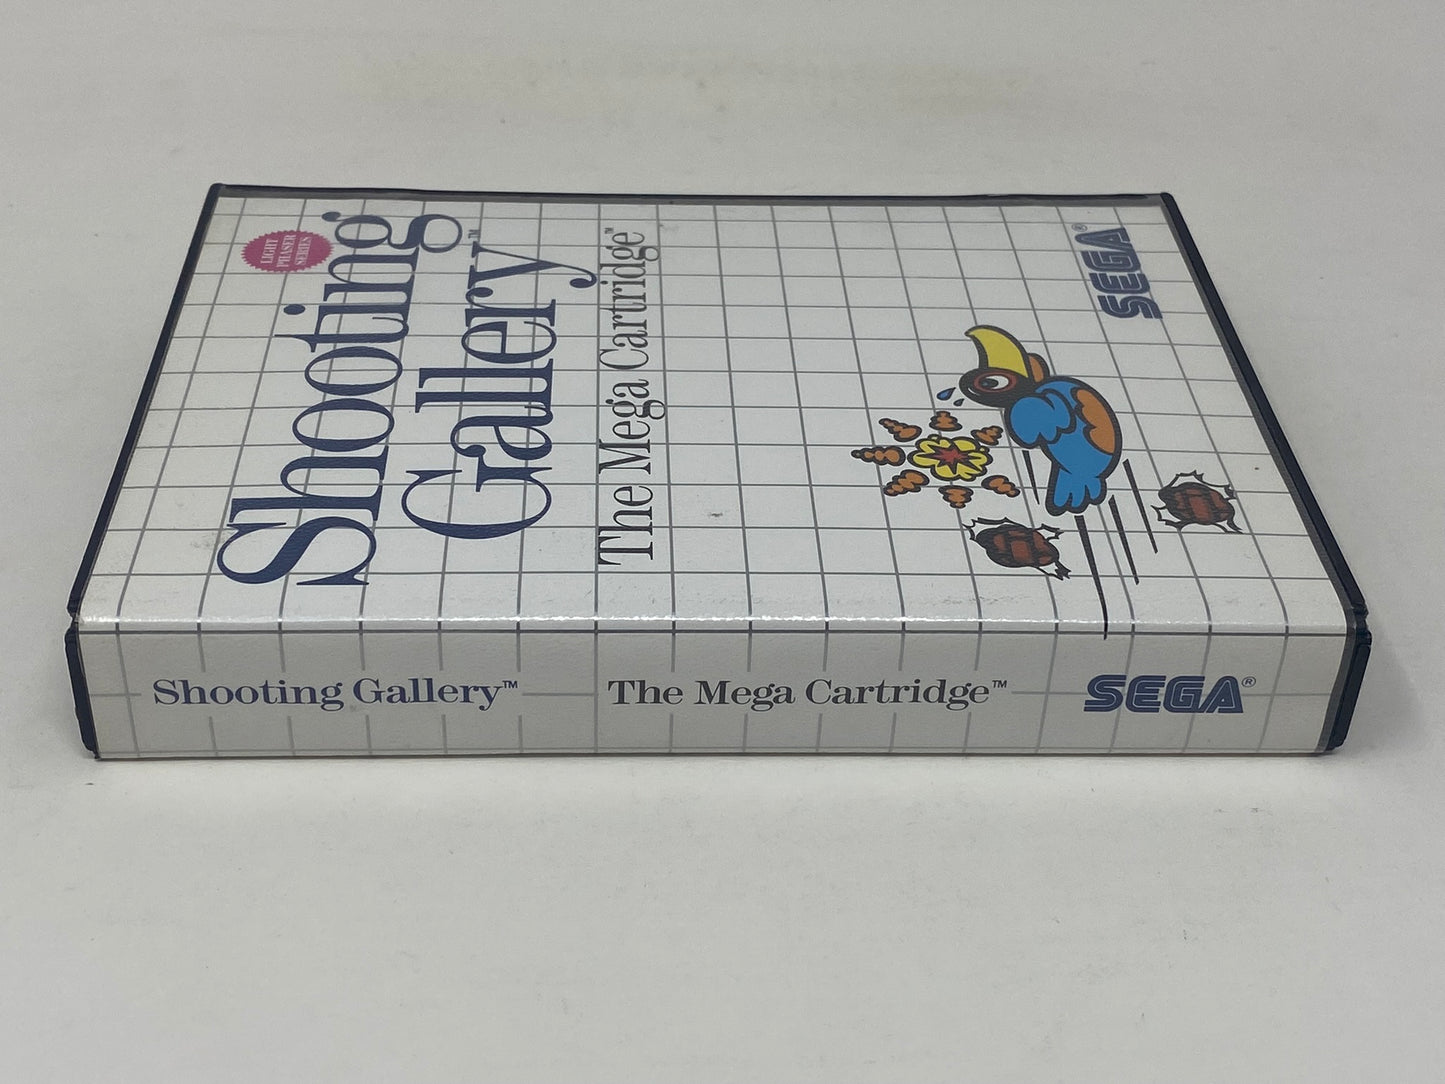 LIGHT
PHASER
SERIES
Shooting
Gallery™
The Mega Cartridge™
SEGA®
Shooting Gallery™
The Mega Cartridge™
SEGA®